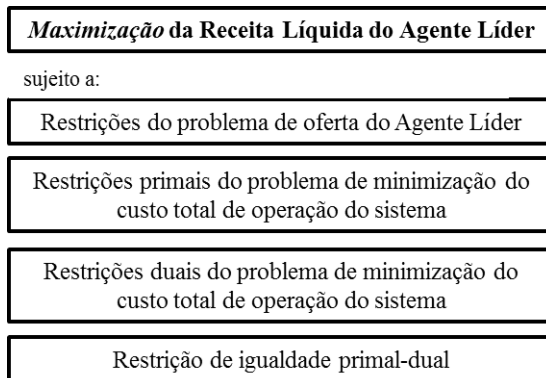 Maximização da Receita Líquida do Agente Líder
sujeito a:
Restrições do problema de oferta do Agente Líder
Restrições primais do problema de minimização do
custo total de operação do sistema
Restrições duais do problema de minimização do
custo total de operação do sistema
Restrição de igualdade primal-dual